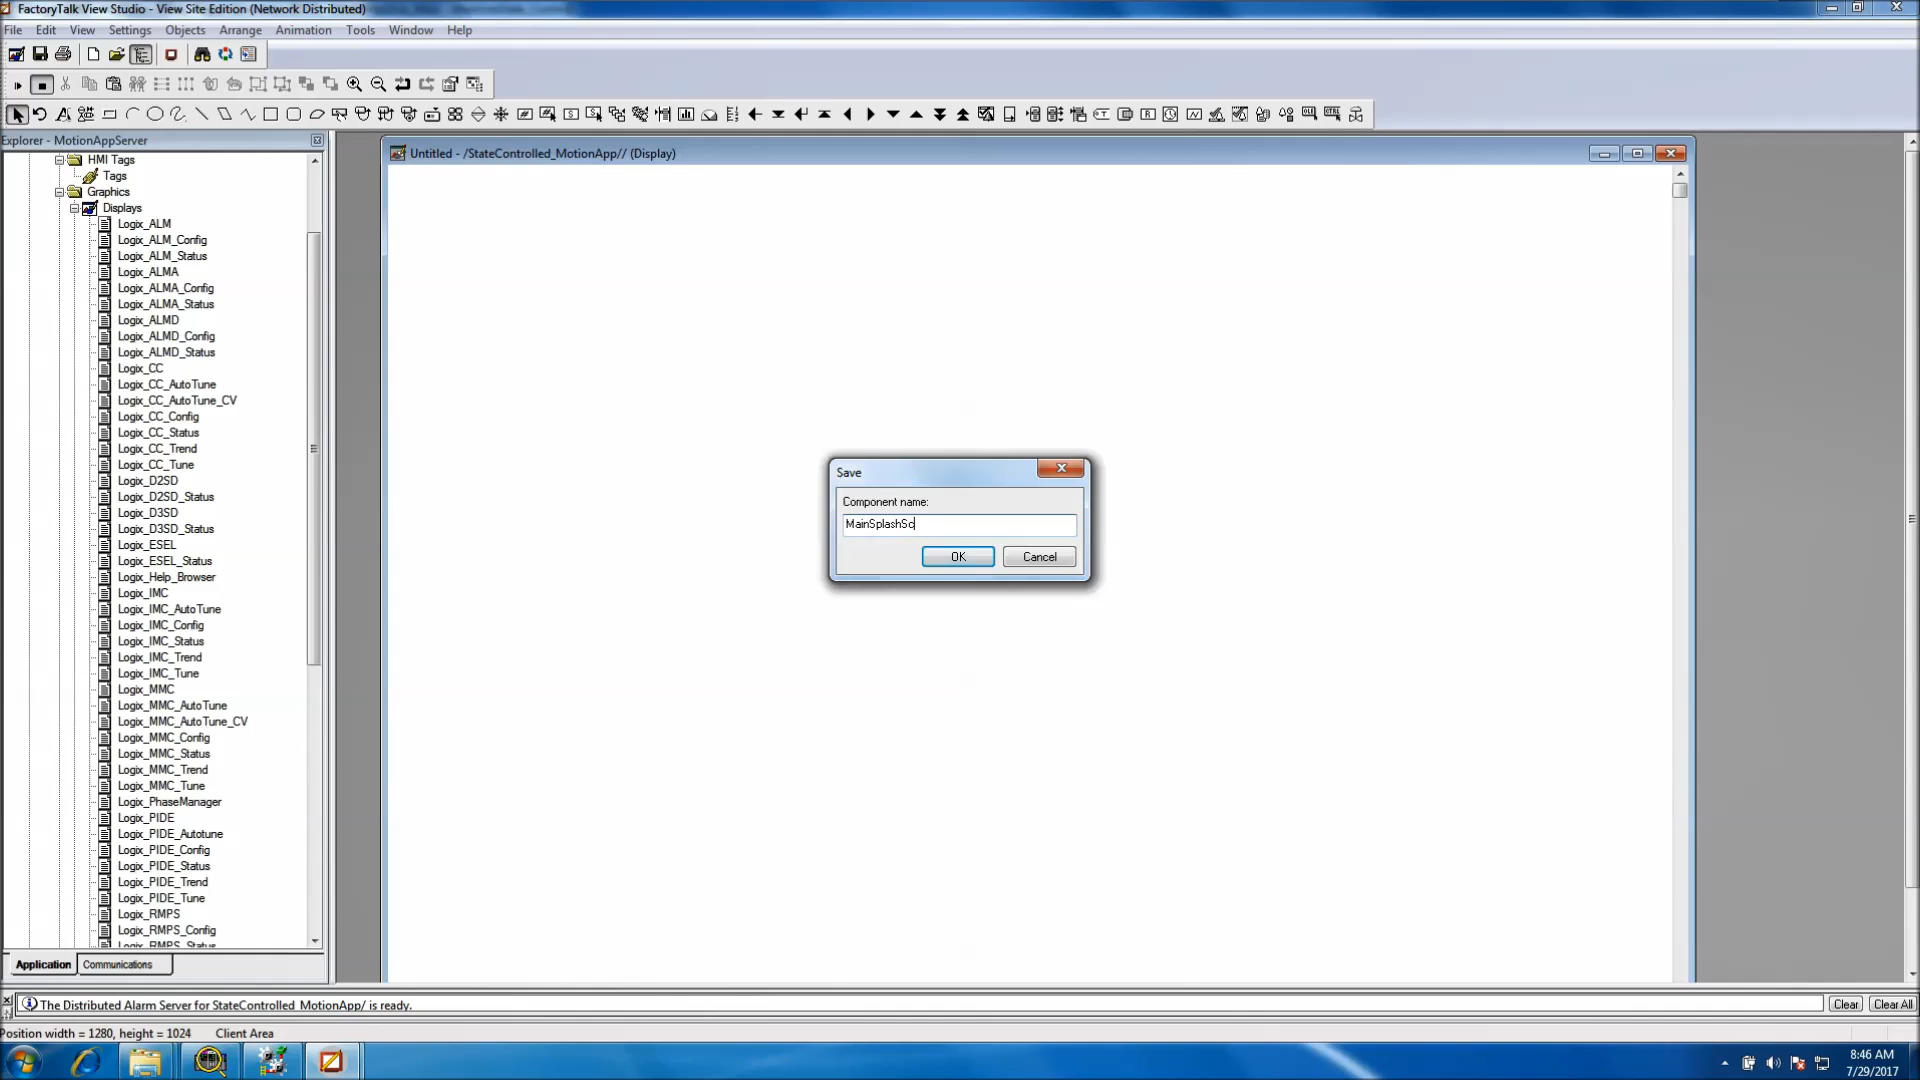 FactoryTalk View Studio - View Site Edition (Network Distributed)
File Edit View Settings Objects Arrange Animation Tools Window Help
Explorer - MotionAppServer
HMI Tags
Tags
Graphics
Displays
Logix_ALM
Logix_ALM_Config
Logix_ALM_Status
Logix_ALMA
Logix_ALMA_Config
Logix_ALMA_Status
Logix_ALMD
Logix_ALMD_Config
Logix_ALMD_Status
Logix_CC
Logix_CC_AutoTune
Logix_CC_AutoTune_CV
Logix_CC_Config
Logix_CC_Status
Logix_CC_Trend
Logix_CC_Tune
Logix_D2SD
Logix_D2SD_Status
Logix_D3SD
Logix_D3SD_Status
Logix_ESEL
Logix_ESEL_Status
Logix_Help_Browser
Logix_IMC
Logix_IMC_AutoTune
Logix_IMC_Config
Logix_IMC_Status
Logix_IMC_Trend
Logix_IMC_Tune
Logix_MMC
Logix_MMC_AutoTune
Logix_MMC_AutoTune_CV
Logix_MMC_Config
Logix_MMC_Status
Logix_MMC_Trend
Logix_MMC_Tune
Logix_PhaseManager
Logix_PIDE
Logix_PIDE_Autotune
Logix_PIDE_Config
Logix_PIDE_Status
Logix_PIDE_Trend
Logix_PIDE_Tune
Logix_RMPS
Logix_RMPS_Config
Logix_RMPS_Status
Application Communications
Untitled - /StateControlled_MotionApp// (Display)
Save
Component name:
MainSplashSc
OK Cancel
The Distributed Alarm Server for StateControlled_MotionApp/ is ready.
Clear Clear All
Position width = 1280, height = 1024 Client Area
8:46 AM
7/29/2017